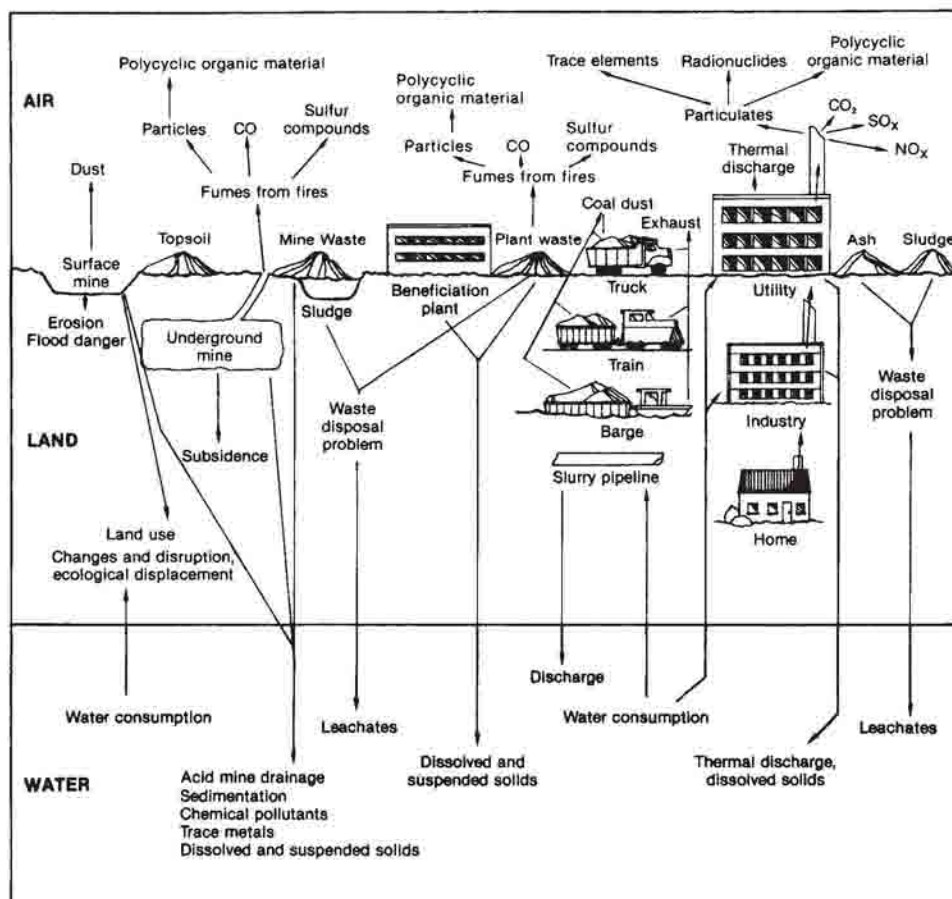 AIR
Polycyclic organic material
Particles
CO
Sulfur
compounds
Dust
Fumes from fires
Polycyclic
organic material
Particles
CO
Sulfur
compounds
Fumes from fires
Trace elements
Radionuclides
Polycyclic
organic material
Particulates
CO₂
SOₓ
NOₓ
Thermal
discharge
Coal dust
Exhaust
Surface
mine
Topsoil
Mine Waste
Plant waste
Ash
Sludge
LAND
Erosion
Flood danger
Underground
mine
Sludge
Beneficiation
plant
Truck
Utility
Train
Waste
disposal
problem
Barge
Industry
Waste
disposal
problem
Subsidence
Slurry pipeline
Home
Land use
Changes and disruption,
ecological displacement
WATER
Water consumption
Leachates
Discharge
Water consumption
Leachates
Acid mine drainage
Sedimentation
Chemical pollutants
Trace metals
Dissolved and suspended solids
Dissolved and
suspended solids
Thermal discharge,
dissolved solids